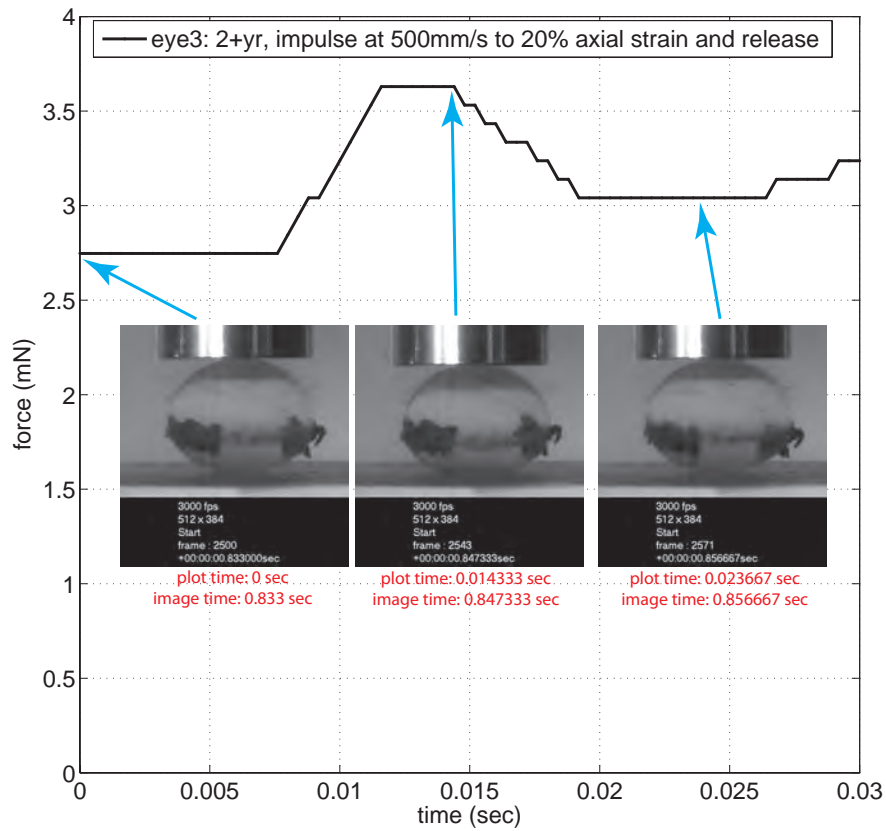 eye3: 2+yr, impulse at 500mm/s to 20% axial strain and release
4
3.5
3
2.5
2
1.5
1
0.5
0
force (mN)
3000 fps
512 x 384
Start
frame : 2500
+00:00:00.833000sec
plot time: 0 sec
image time: 0.833 sec
3000 fps
512 x 384
Start
frame : 2543
+00:00:00.847333sec
plot time: 0.014333 sec
image time: 0.847333 sec
3000 fps
512 x 384
Start
frame : 2571
+00:00:00.856667sec
plot time: 0.023667 sec
image time: 0.856667 sec
0 0.005 0.01 0.015 0.02 0.025 0.03
time (sec)